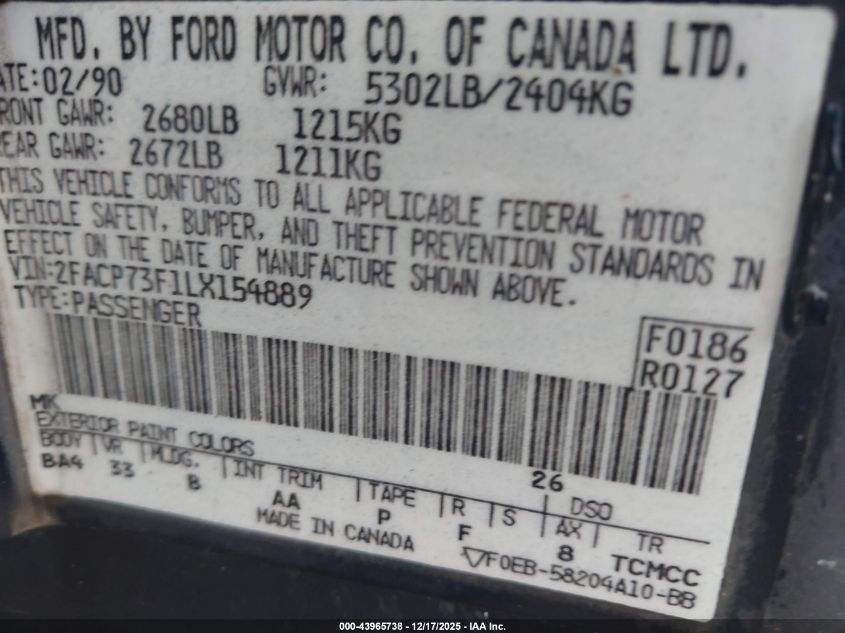 MFD. BY FORD MOTOR CO. OF CANADA LTD.
ATE: 02/90 GVWR: 5302LB/2404KG
RONT GAWR: 2680LB 1215KG
EAR GAWR: 2672LB 1211KG
THIS VEHICLE CONFORMS TO ALL APPLICABLE FEDERAL MOTOR
VEHICLE SAFETY, BUMPER, AND THEFT PREVENTION STANDARDS IN
EFFECT ON THE DATE OF MANUFACTURE SHOWN ABOVE.
VIN:2FACP73F1LX154889
TYPE:PASSENGER
F0186
R0127
MK
EXTERIOR PAINT COLORS 26 DSO
BODY VR MLDG. INT TRIM TAPE R S AX TR
BA4 33 B AA P F 8 TCMCC
MADE IN CANADA
F0EB-58204A10-BB
000-43965738 - 12/17/2025 - IAA Inc.